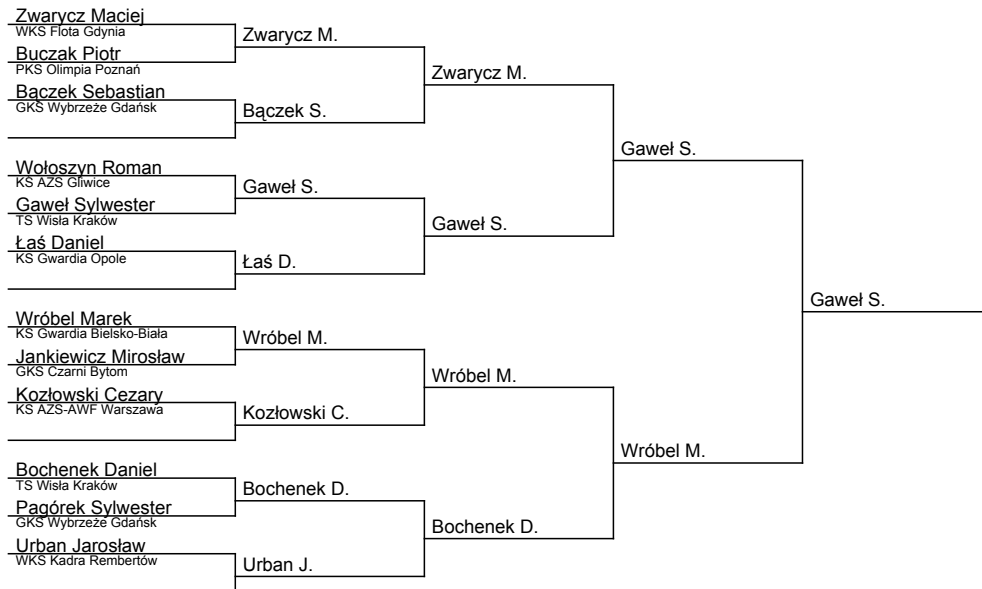 Zwarycz Maciej
WKS Flota Gdynia
Buczak Piotr
PKS Olimpia Poznań
Bączek Sebastian
GKS Wybrzeże Gdańsk
Wołoszyn Roman
KS AZS Gliwice
Gaweł Sylwester
TS Wisła Kraków
Łaś Daniel
KS Gwardia Opole
Wróbel Marek
KS Gwardia Bielsko-Biała
Jankiewicz Mirosław
GKS Czarni Bytom
Kozłowski Cezary
KS AZS-AWF Warszawa
Bochenek Daniel
TS Wisła Kraków
Pagórek Sylwester
GKS Wybrzeże Gdańsk
Urban Jarosław
WKS Kadra Rembertów
Zwarycz M.
Bączek S.
Gaweł S.
Łaś D.
Wróbel M.
Kozłowski C.
Bochenek D.
Urban J.
Zwarycz M.
Gaweł S.
Wróbel M.
Bochenek D.
Gaweł S.
Wróbel M.
Gaweł S.